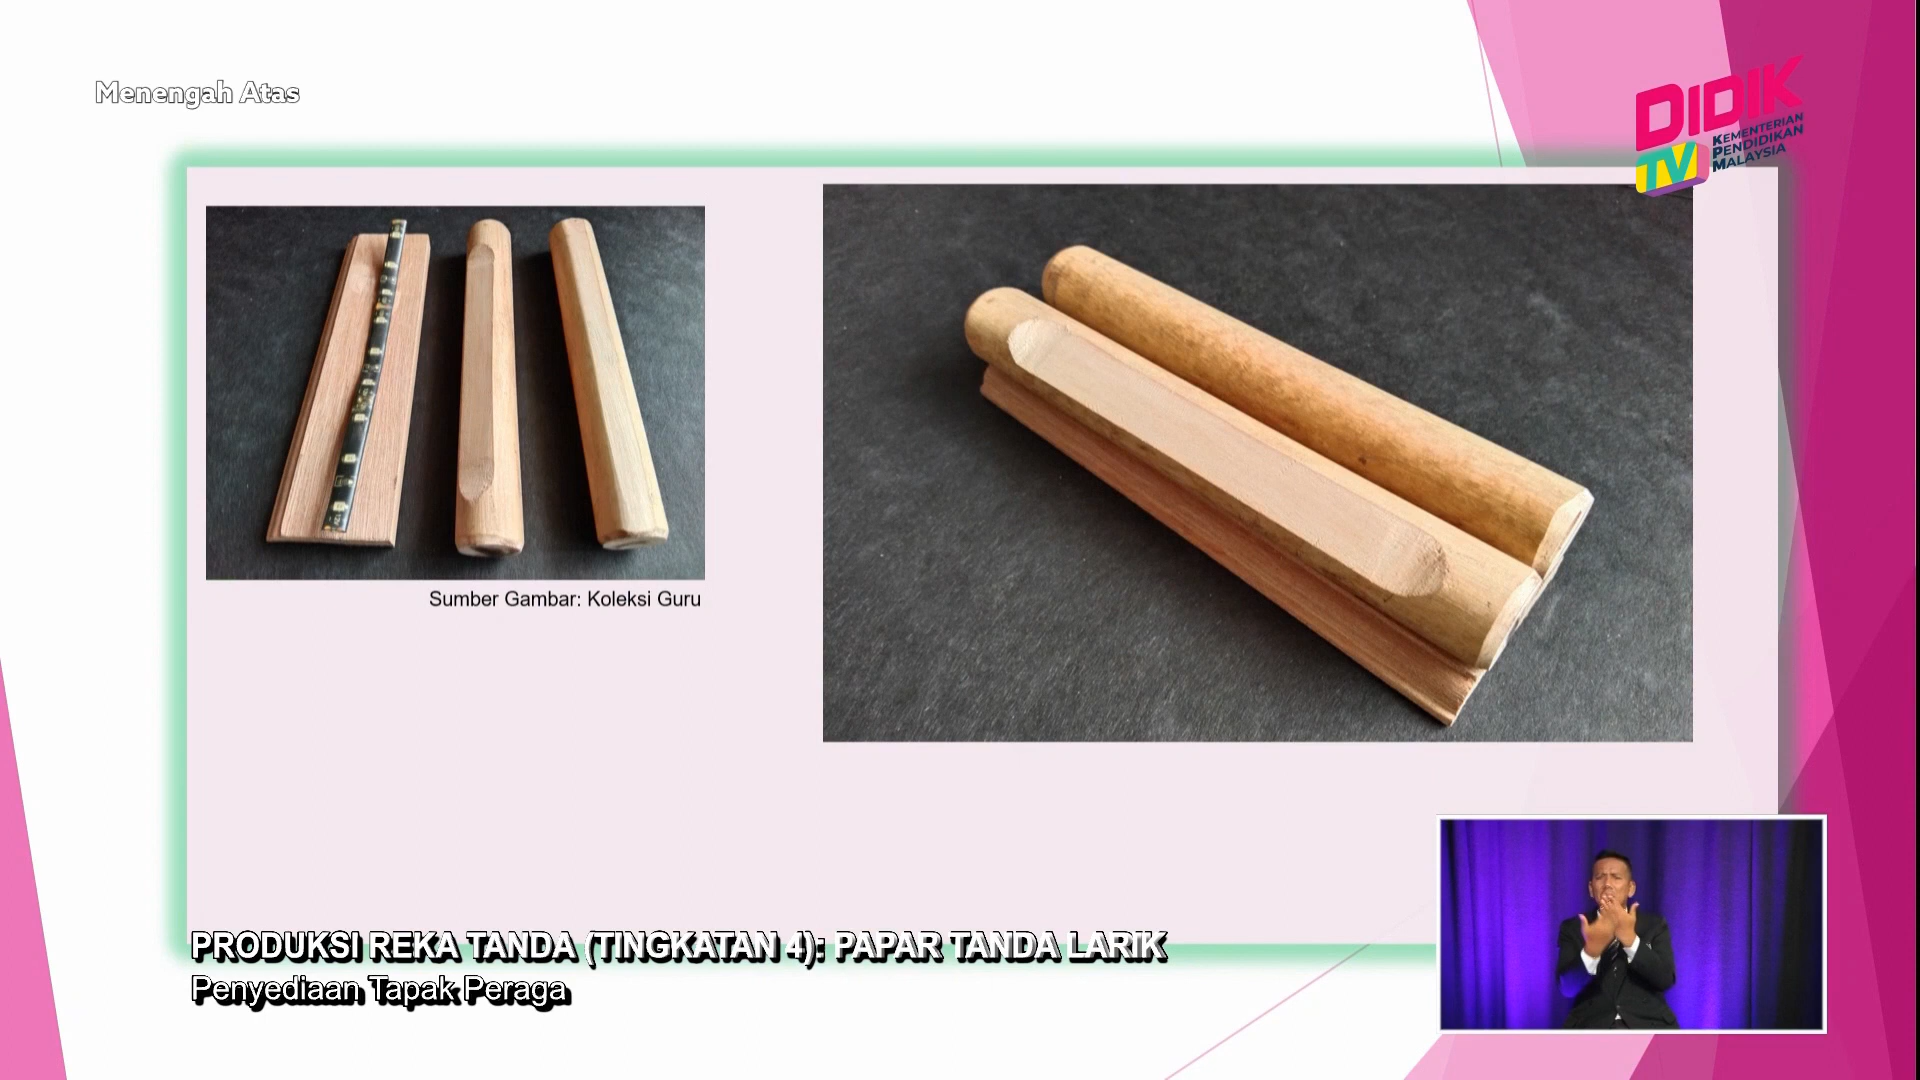 Menengah Atas
DIDIK
TV
KEMENTERIAN
PENDIDIKAN
MALAYSIA
Sumber Gambar: Koleksi Guru
PRODUKSI REKA TANDA (TINGKATAN 4): PAPAR TANDA LARIK
Penyediaan Tapak Peraga